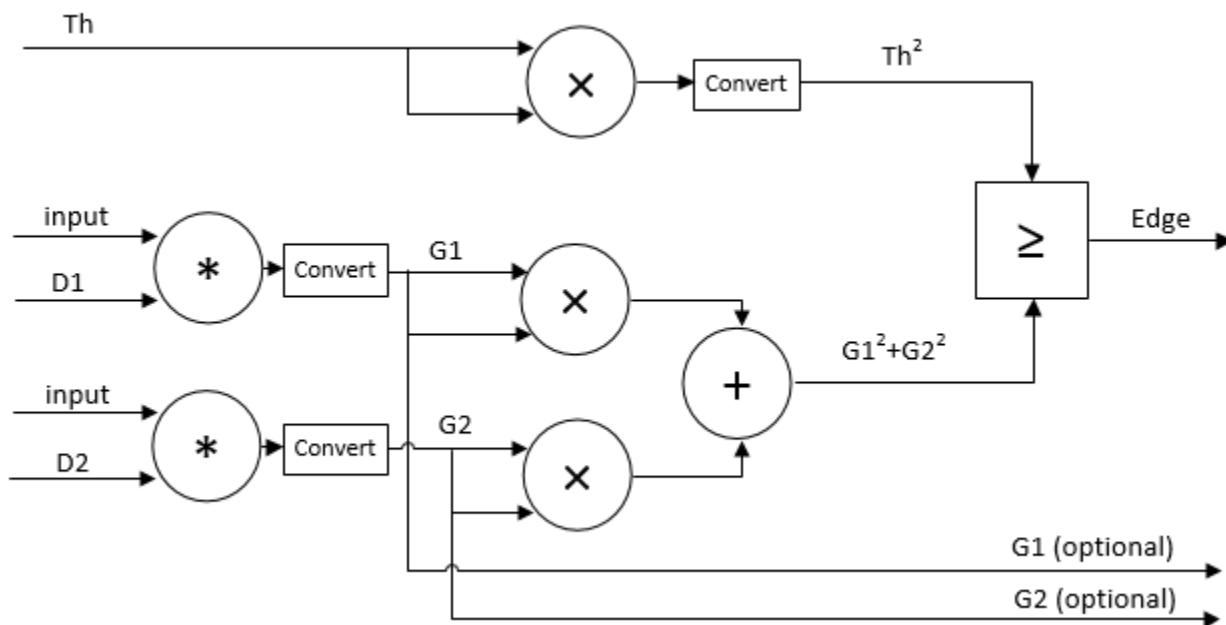 Th
×
Convert
Th²
input
*
Convert
G1
D1
×
≥
Edge
+
G1²+G2²
input
*
Convert
G2
D2
×
G1 (optional)
G2 (optional)